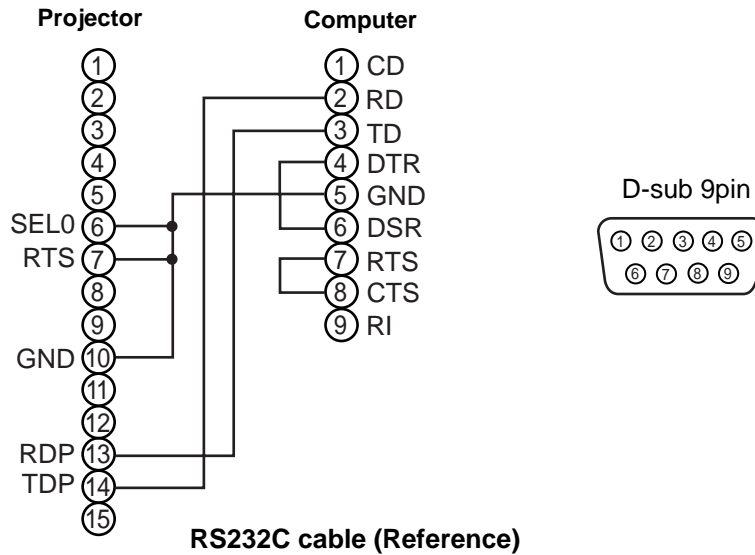 Projector
Computer
1
2
3
4
5
SEL0 6
RTS 7
8
9
GND 10
11
12
RDP 13
TDP 14
15
1 CD
2 RD
3 TD
4 DTR
5 GND
6 DSR
7 RTS
8 CTS
9 RI
D-sub 9pin
1 2 3 4 5
6 7 8 9
RS232C cable (Reference)